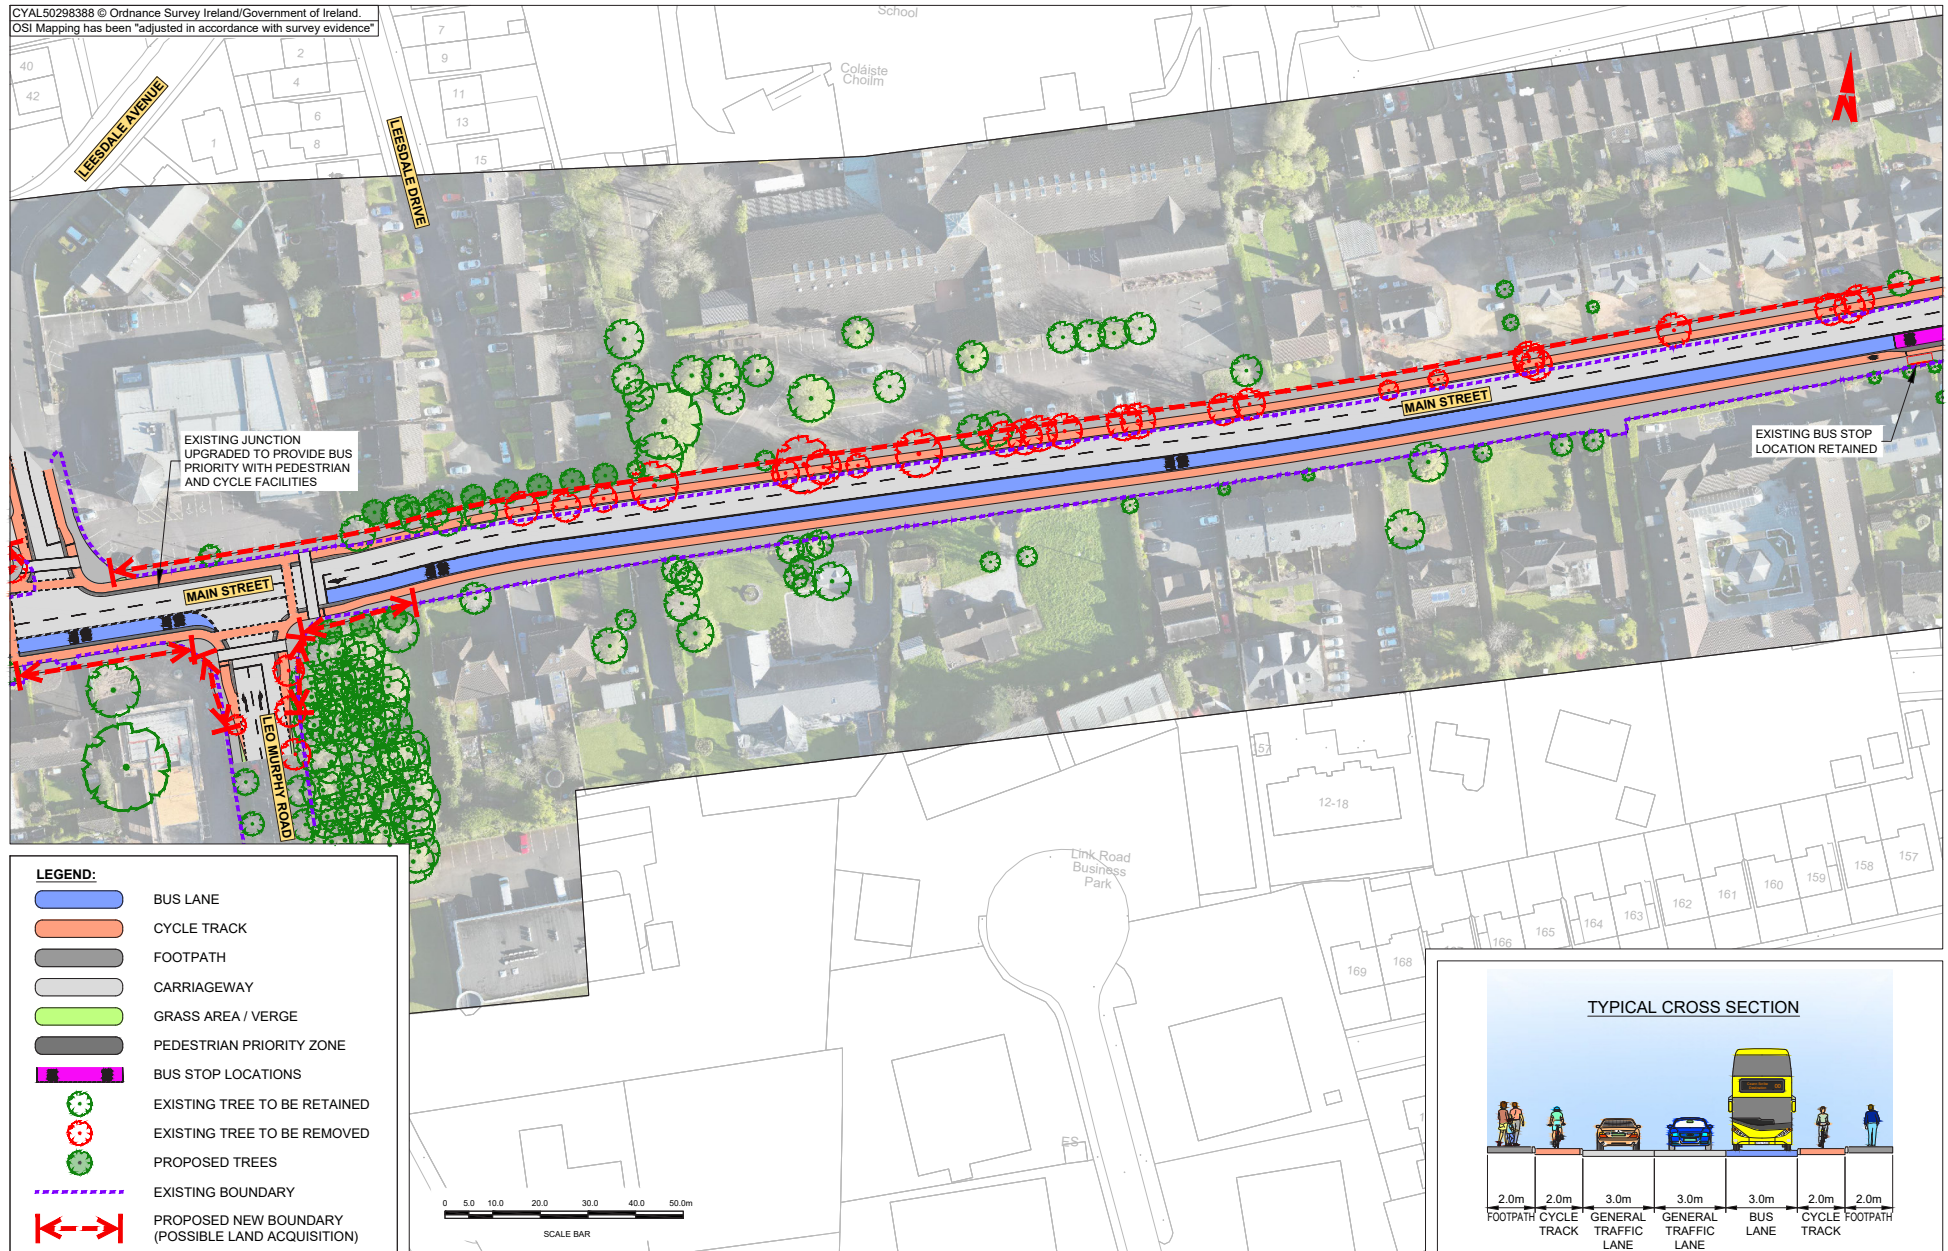 CYAL50298388 © Ordnance Survey Ireland/Government of Ireland.
OSI Mapping has been "adjusted in accordance with survey evidence"
School
Coláiste
Choilm
40
42
2
4
6
8
1
7
9
11
13
15
LEESDALE AVENUE
LEESDALE DRIVE
EXISTING JUNCTION
UPGRADED TO PROVIDE BUS
PRIORITY WITH PEDESTRIAN
AND CYCLE FACILITIES
MAIN STREET
MAIN STREET
EXISTING BUS STOP
LOCATION RETAINED
LEO MURPHY ROAD
N
157
12-18
Link Road
Business
Park
ES
169
168
166
165
164
163
162
161
160
159
158
157
LEGEND:
BUS LANE
CYCLE TRACK
FOOTPATH
CARRIAGEWAY
GRASS AREA / VERGE
PEDESTRIAN PRIORITY ZONE
BUS STOP LOCATIONS
EXISTING TREE TO BE RETAINED
EXISTING TREE TO BE REMOVED
PROPOSED TREES
EXISTING BOUNDARY
PROPOSED NEW BOUNDARY
(POSSIBLE LAND ACQUISITION)
0 5.0 10.0 20.0 30.0 40.0 50.0m
SCALE BAR
TYPICAL CROSS SECTION
2.0m 2.0m 3.0m 3.0m 3.0m 2.0m 2.0m
FOOTPATH CYCLE GENERAL GENERAL BUS CYCLE FOOTPATH
TRACK TRAFFIC TRAFFIC LANE TRACK
LANE LANE